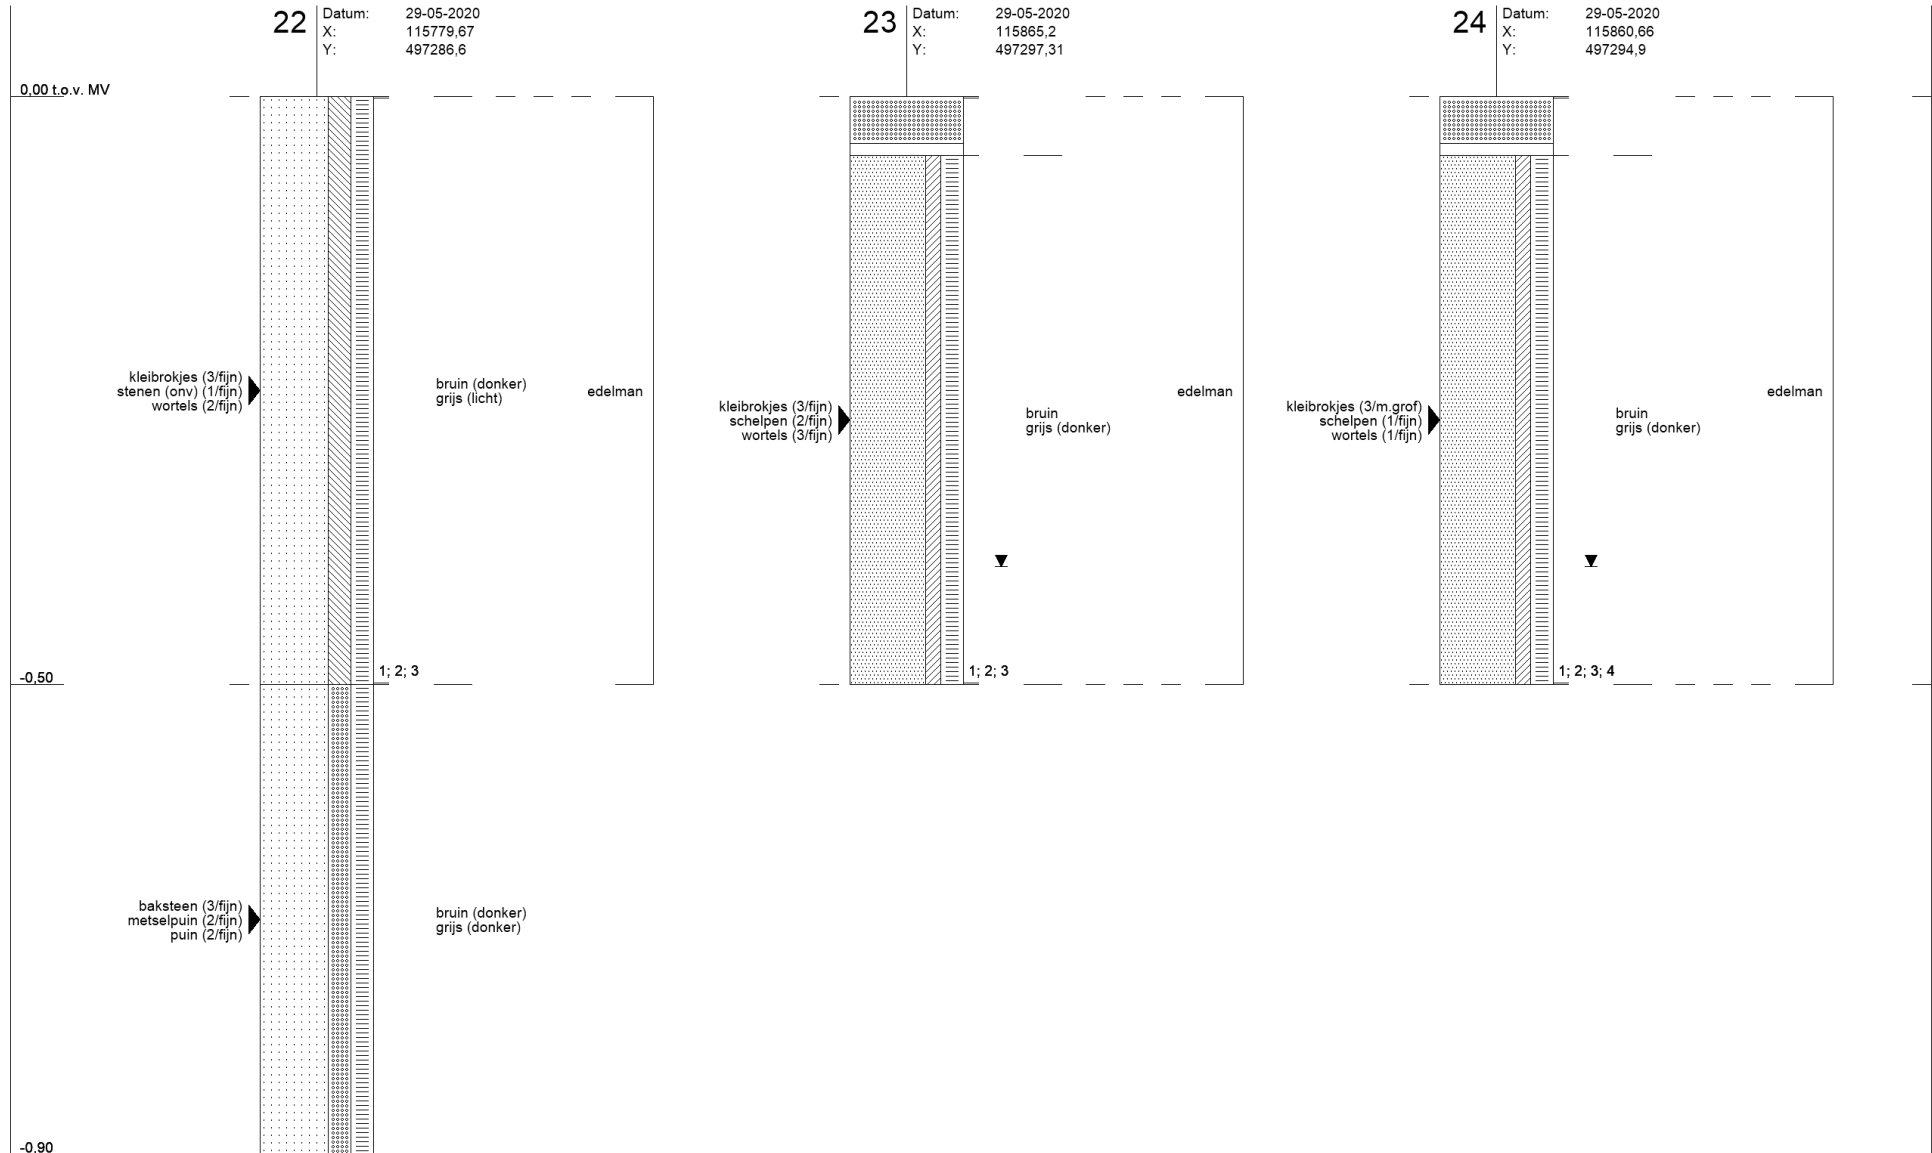 22
Datum: 29-05-2020
X: 115779,67
Y: 497286,6
23
Datum: 29-05-2020
X: 115865,2
Y: 497297,31
24
Datum: 29-05-2020
X: 115860,66
Y: 497294,9
0,00 t.o.v. MV
kleibrokjes (3/fijn)
stenen (onv) (1/fijn)
wortels (2/fijn)
bruin (donker)
grijs (licht)
edelman
kleibrokjes (3/fijn)
schelpen (2/fijn)
wortels (3/fijn)
bruin
grijs (donker)
edelman
kleibrokjes (3/m.grof)
schelpen (1/fijn)
wortels (1/fijn)
bruin
grijs (donker)
edelman
-0,50
1; 2; 3
1; 2; 3
1; 2; 3; 4
baksteen (3/fijn)
metselpuin (2/fijn)
puin (2/fijn)
bruin (donker)
grijs (donker)
-0,90